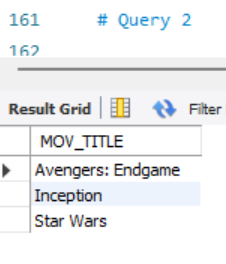 161 # Query 2
162
Result Grid Filter
MOV_TITLE
Avengers: Endgame
Inception
Star Wars